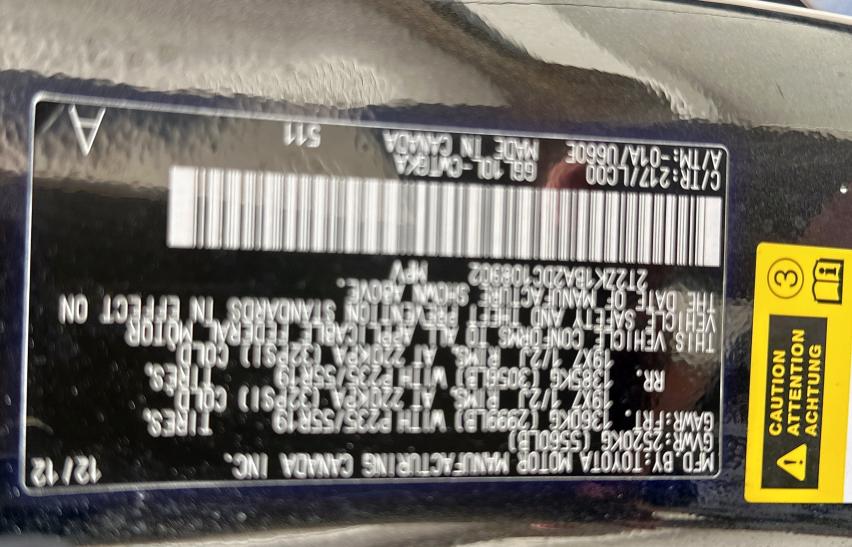 MFD. BY: TOYOTA MOTOR MANUFACTURING CANADA INC. 12/12
GVWR: 2520KG (5560LB)
GAWR: FRT. 1360KG (2999LB) WITH P235/55R19 TIRES,
19X7 1/2J RIMS, AT 220KPA (32PSI) COLD
RR. 1385KG (3056LB) WITH P235/55R19 TIRES,
19X7 1/2J RIMS, AT 220KPA (32PSI) COLD
THIS VEHICLE CONFORMS TO ALL APPLICABLE FEDERAL MOTOR
VEHICLE SAFETY AND THEFT PREVENTION STANDARDS IN EFFECT ON
THE DATE OF MANUFACTURE SHOWN ABOVE.
2T2ZK1BA2DC108902 MPV
C/TR: 217/LC00 GGL10L-CWTGKA
A/TM: -01A/U660E MADE IN CANADA 511 A
3
CAUTION
ATTENTION
ACHTUNG